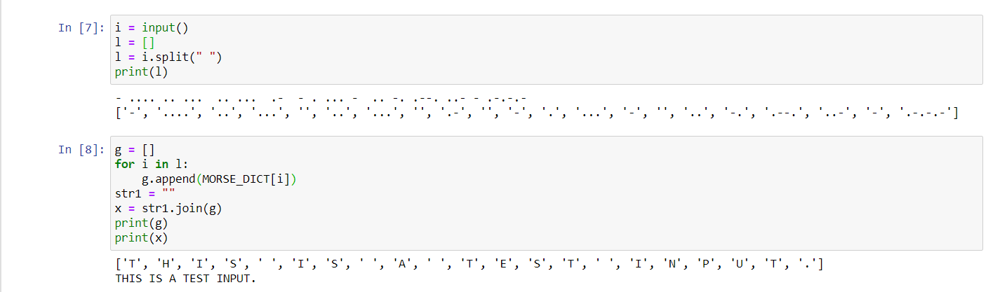 In [7]: i = input()
l = []
l = i.split(" ")
print(l)
- .... .. ...  .. ...  .-  - . ... -  .. -. .--. ..- - .-.-.-
['-', '....', '..', '...', '', '..', '...', '', '.-', '', '-', '.', '...', '-', '', '..', '-.', '.--.', '..-', '-', '.-.-.-']
In [8]: g = []
for i in l:
    g.append(MORSE_DICT[i])
str1 = ""
x = str1.join(g)
print(g)
print(x)
['T', 'H', 'I', 'S', ' ', 'I', 'S', ' ', 'A', ' ', 'T', 'E', 'S', 'T', ' ', 'I', 'N', 'P', 'U', 'T', '.']
THIS IS A TEST INPUT.